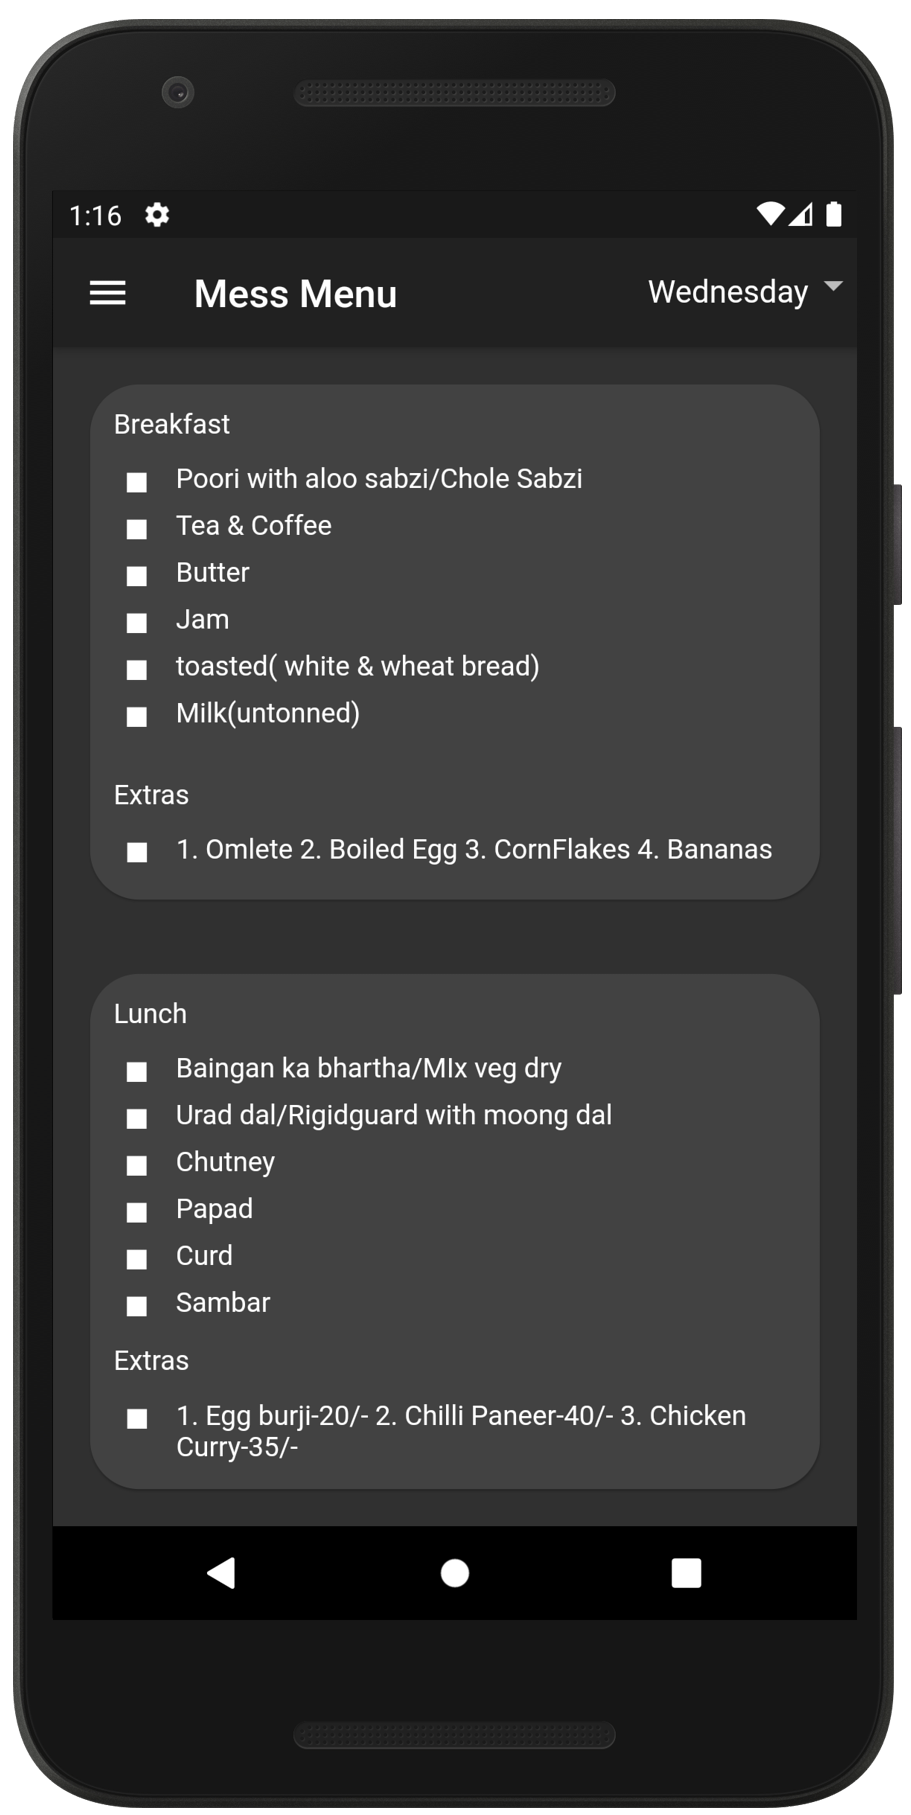 1:16
Mess Menu
Wednesday
Breakfast
Poori with aloo sabzi/Chole Sabzi
Tea & Coffee
Butter
Jam
toasted( white & wheat bread)
Milk(untonned)
Extras
1. Omlete 2. Boiled Egg 3. CornFlakes 4. Bananas
Lunch
Baingan ka bhartha/MIx veg dry
Urad dal/Rigidguard with moong dal
Chutney
Papad
Curd
Sambar
Extras
1. Egg burji-20/- 2. Chilli Paneer-40/- 3. Chicken
Curry-35/-